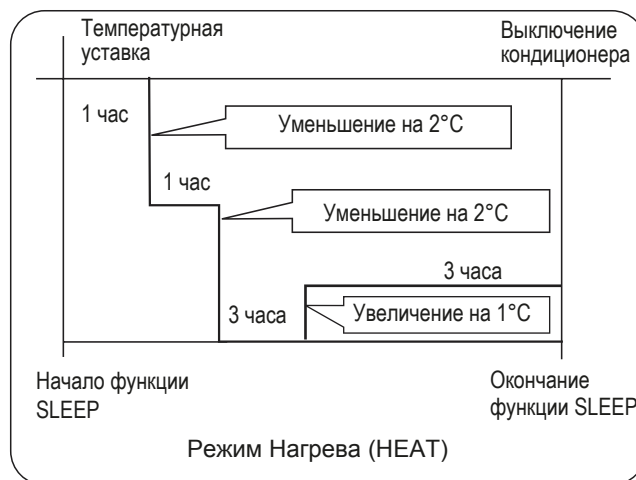 Температурная
уставка
Выключение
кондиционера
1 час
Уменьшение на 2°C
1 час
Уменьшение на 2°C
3 часа
3 часа
Увеличение на 1°C
Начало функции
SLEEP
Окончание
функции SLEEP
Режим Нагрева (HEAT)